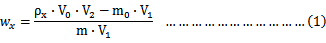 wₓ = (ρₓ · V₀ · V₂ − m₀ · V₁) / (m · V₁) … … … … … … … … … … … (1)